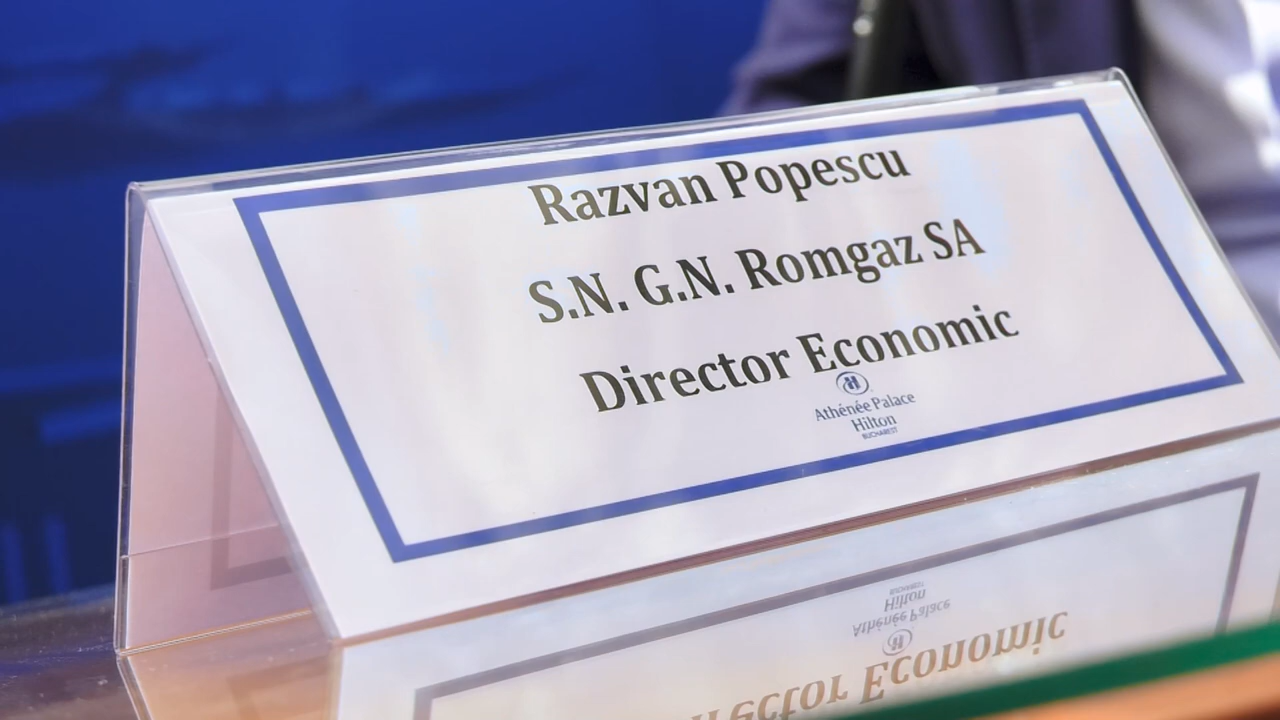 Razvan Popescu
S.N. G.N. Romgaz SA
Director Economic
Athénée Palace
Hilton
BUCHAREST